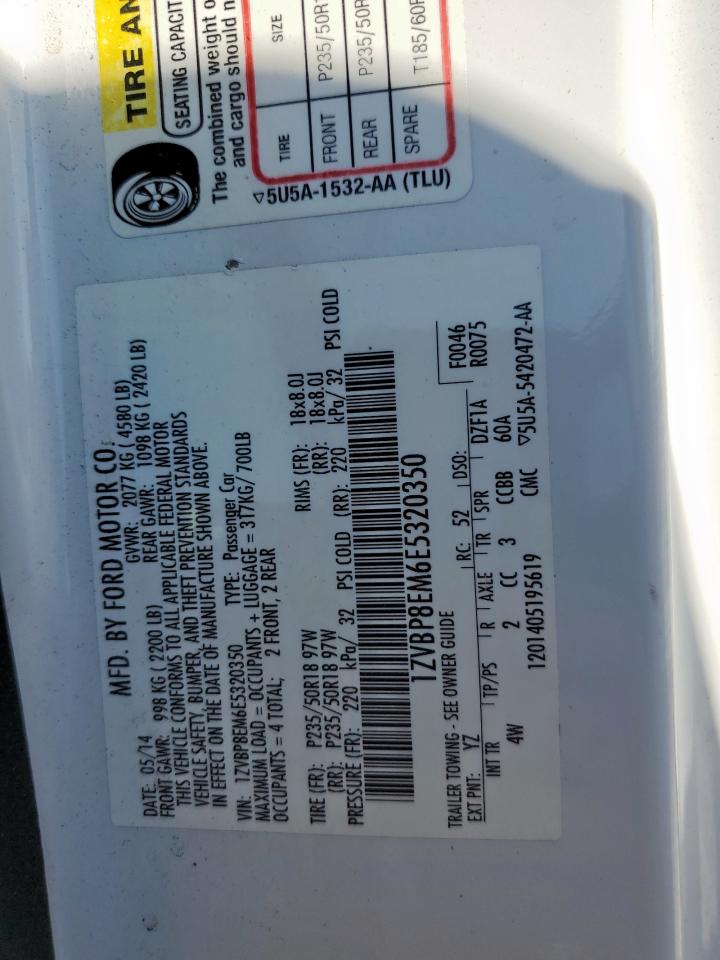 TIRE AN
SEATING CAPACIT
The combined weight o
and cargo should n
TIRE SIZE
FRONT P235/50R1
REAR P235/50R
SPARE T185/60R
▽5U5A-1532-AA (TLU)
MFD. BY FORD MOTOR CO.
DATE: 05/14 GVWR: 2077 KG ( 4580 LB)
FRONT GAWR: 998 KG ( 2200 LB) REAR GAWR: 1098 KG ( 2420 LB)
THIS VEHICLE CONFORMS TO ALL APPLICABLE FEDERAL MOTOR
VEHICLE SAFETY, BUMPER, AND THEFT PREVENTION STANDARDS
IN EFFECT ON THE DATE OF MANUFACTURE SHOWN ABOVE.
VIN: 1ZVBP8EM6E5320350 TYPE: Passenger Car
MAXIMUM LOAD = OCCUPANTS + LUGGAGE = 317KG/700LB
OCCUPANTS = 4 TOTAL; 2 FRONT, 2 REAR
TIRE (FR): P235/50R18 97W RIMS (FR): 18x8.0J
(RR): P235/50R18 97W (RR): 18x8.0J
PRESSURE (FR): 220 kPa/ 32 PSI COLD (RR): 220 kPa/ 32 PSI COLD
1ZVBP8EM6E5320350
TRAILER TOWING - SEE OWNER GUIDE F0046
EXT PNT: YZ RC: 52 DSO: R0075
INT TR TP/PS R AXLE TR SPR DZF1A
4W 2 CC 3 CCBB 60A
1201405195619 CMC ▽5U5A-5420472-AA